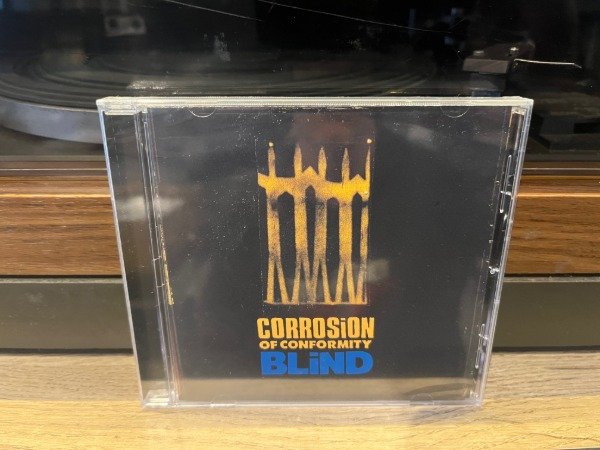 CORROSiON
OF CONFORMITY
BLiND